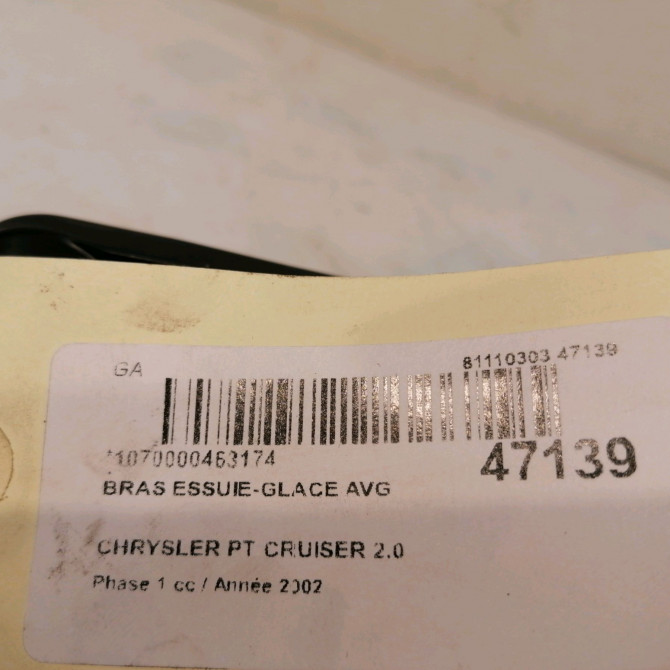 GA
81110303 47139
*1070000463174
47139
BRAS ESSUIE-GLACE AVG
CHRYSLER PT CRUISER 2.0
Phase 1 cc / Année 2002